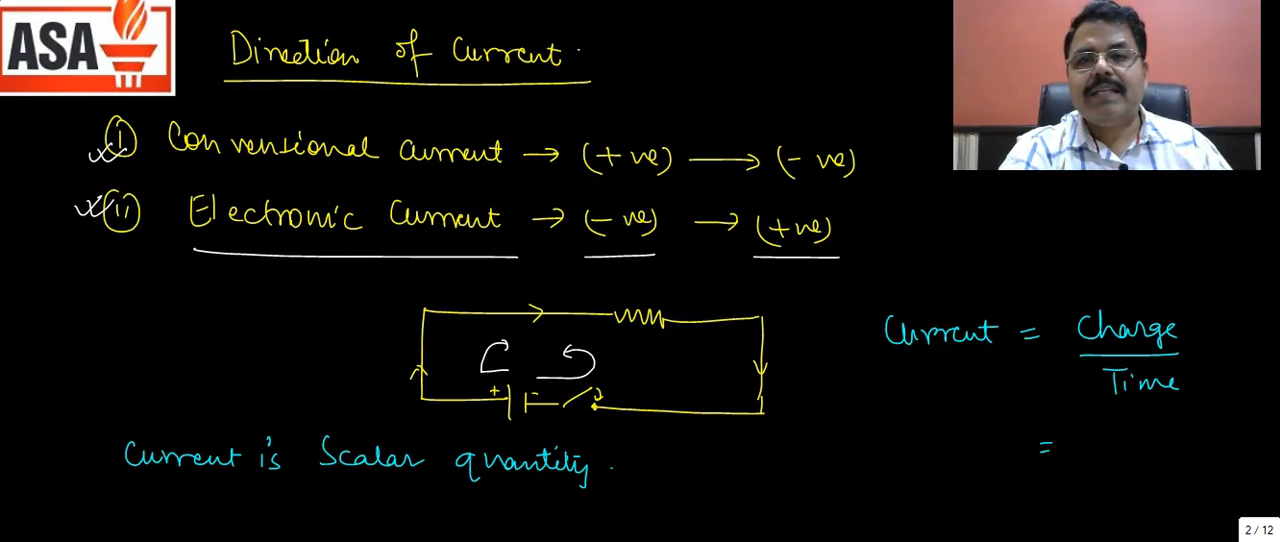 ASA
Direction of Current.
(i) Conventional Current → (+ve) → (-ve)
(ii) Electronic Current → (-ve) → (+ve)
+ -
Current = Charge / Time
=
Current is Scalar quantity.
2 / 12